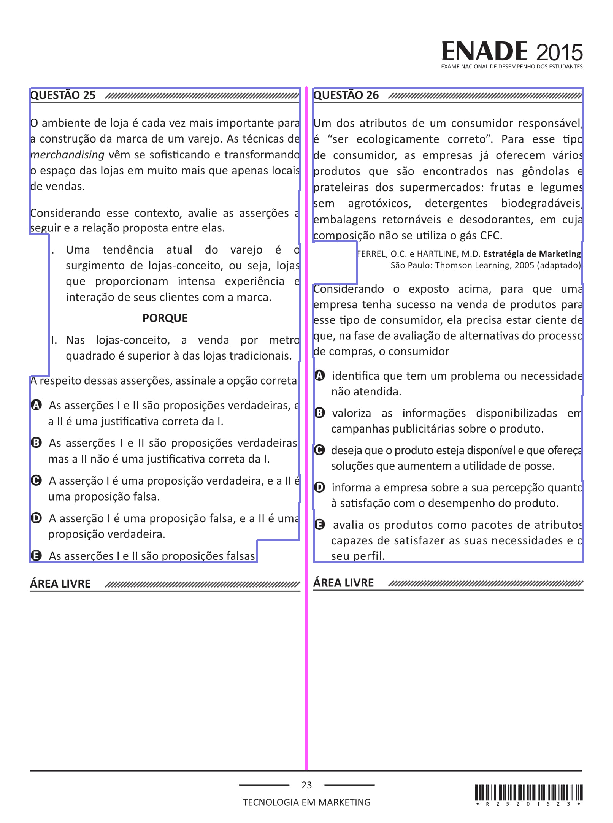 ENADE 2015
EXAME NACIONAL DE DESEMPENHO DOS ESTUDANTES
QUESTÃO 25
O ambiente de loja é cada vez mais importante para
a construção da marca de um varejo. As técnicas de
merchandising vêm se sofisticando e transformando
o espaço das lojas em muito mais que apenas locais
de vendas.
Considerando esse contexto, avalie as asserções a
seguir e a relação proposta entre elas.
I. Uma tendência atual do varejo é o
surgimento de lojas-conceito, ou seja, lojas
que proporcionam intensa experiência e
interação de seus clientes com a marca.
PORQUE
II. Nas lojas-conceito, a venda por metro
quadrado é superior à das lojas tradicionais.
A respeito dessas asserções, assinale a opção correta.
A As asserções I e II são proposições verdadeiras, e
a II é uma justificativa correta da I.
B As asserções I e II são proposições verdadeiras,
mas a II não é uma justificativa correta da I.
C A asserção I é uma proposição verdadeira, e a II é
uma proposição falsa.
D A asserção I é uma proposição falsa, e a II é uma
proposição verdadeira.
E As asserções I e II são proposições falsas.
ÁREA LIVRE
QUESTÃO 26
Um dos atributos de um consumidor responsável,
é “ser ecologicamente correto”. Para esse tipo
de consumidor, as empresas já oferecem vários
produtos que são encontrados nas gôndolas e
prateleiras dos supermercados: frutas e legumes
sem agrotóxicos, detergentes biodegradáveis,
embalagens retornáveis e desodorantes, em cuja
composição não se utiliza o gás CFC.
FERREL, O.C. e HARTLINE, M.D. Estratégia de Marketing.
São Paulo: Thomson Learning, 2005 (adaptado).
Considerando o exposto acima, para que uma
empresa tenha sucesso na venda de produtos para
esse tipo de consumidor, ela precisa estar ciente de
que, na fase de avaliação de alternativas do processo
de compras, o consumidor
A identifica que tem um problema ou necessidade
não atendida.
B valoriza as informações disponibilizadas em
campanhas publicitárias sobre o produto.
C deseja que o produto esteja disponível e que ofereça
soluções que aumentem a utilidade de posse.
D informa a empresa sobre a sua percepção quanto
à satisfação com o desempenho do produto.
E avalia os produtos como pacotes de atributos
capazes de satisfazer as suas necessidades e o
seu perfil.
ÁREA LIVRE
23
TECNOLOGIA EM MARKETING
*R2520152​3*